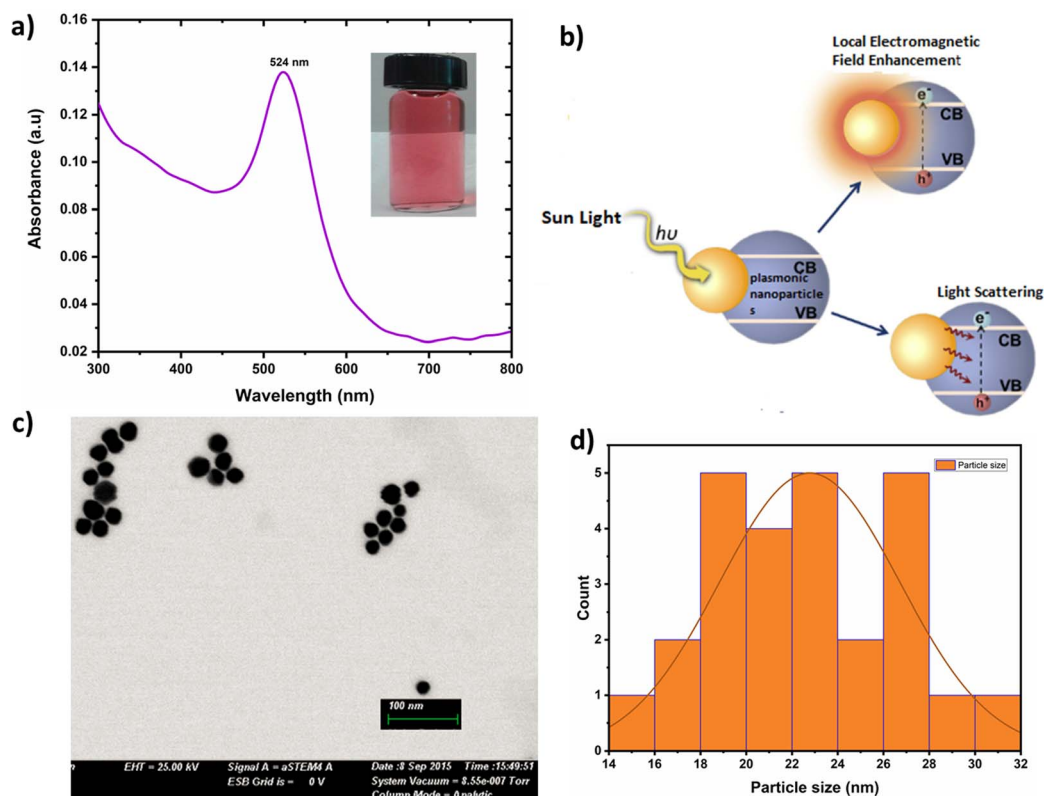 a)
0.16
0.14
0.12
0.10
0.08
0.06
0.04
0.02
Absorbance (a.u)
524 nm
300 400 500 600 700 800
Wavelength (nm)
b)
Local Electromagnetic
Field Enhancement
e-
CB
VB
h+
Sun Light
hυ
CB
plasmonic
nanoparticle
s
VB
Light Scattering
e-
CB
VB
h+
c)
100 nm
EHT = 25.00 kV Signal A = aSTEM4 A Date :8 Sep 2015 Time :15:49:51
ESB Grid is = 0 V System Vacuum = 8.55e-007 Torr
Column Mode = Analytic
d)
Particle size
5
4
3
2
1
0
Count
14 16 18 20 22 24 26 28 30 32
Particle size (nm)